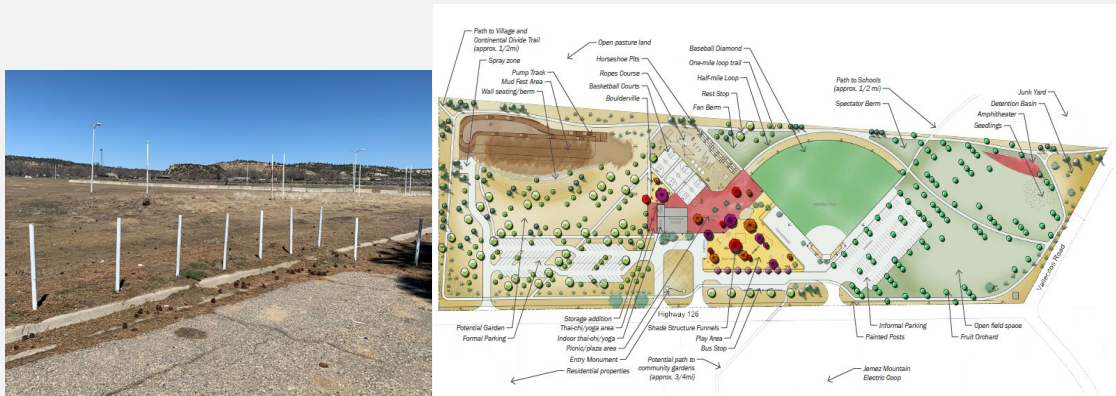 Path to Village and
Continental Divide Trail
(approx. 1/2mi)
Spray zone
Open pasture land
Pump Track
Mud Fest Area
Wall seating/berm
Horseshoe Pits
Ropes Course
Basketball Courts
Boulderville
Baseball Diamond
One-mile loop trail
Half-mile Loop
Rest Stop
Fan Berm
Path to Schools
(approx. 1/2 mi)
Spectator Berm
Junk Yard
Detention Basin
Amphitheater
Seedlings
Vallecitos Road
Highway 126
Potential Garden
Formal Parking
Storage addition
Thai-chi/yoga area
Indoor thai-chi/yoga
Picnic/plaza area
Entry Monument
Residential properties
Shade Structure Funnels
Play Area
Bus Stop
Potential path to
community gardens
(approx. 3/4mi)
Informal Parking
Painted Posts
Open field space
Fruit Orchard
Jemez Mountain
Electric Coop